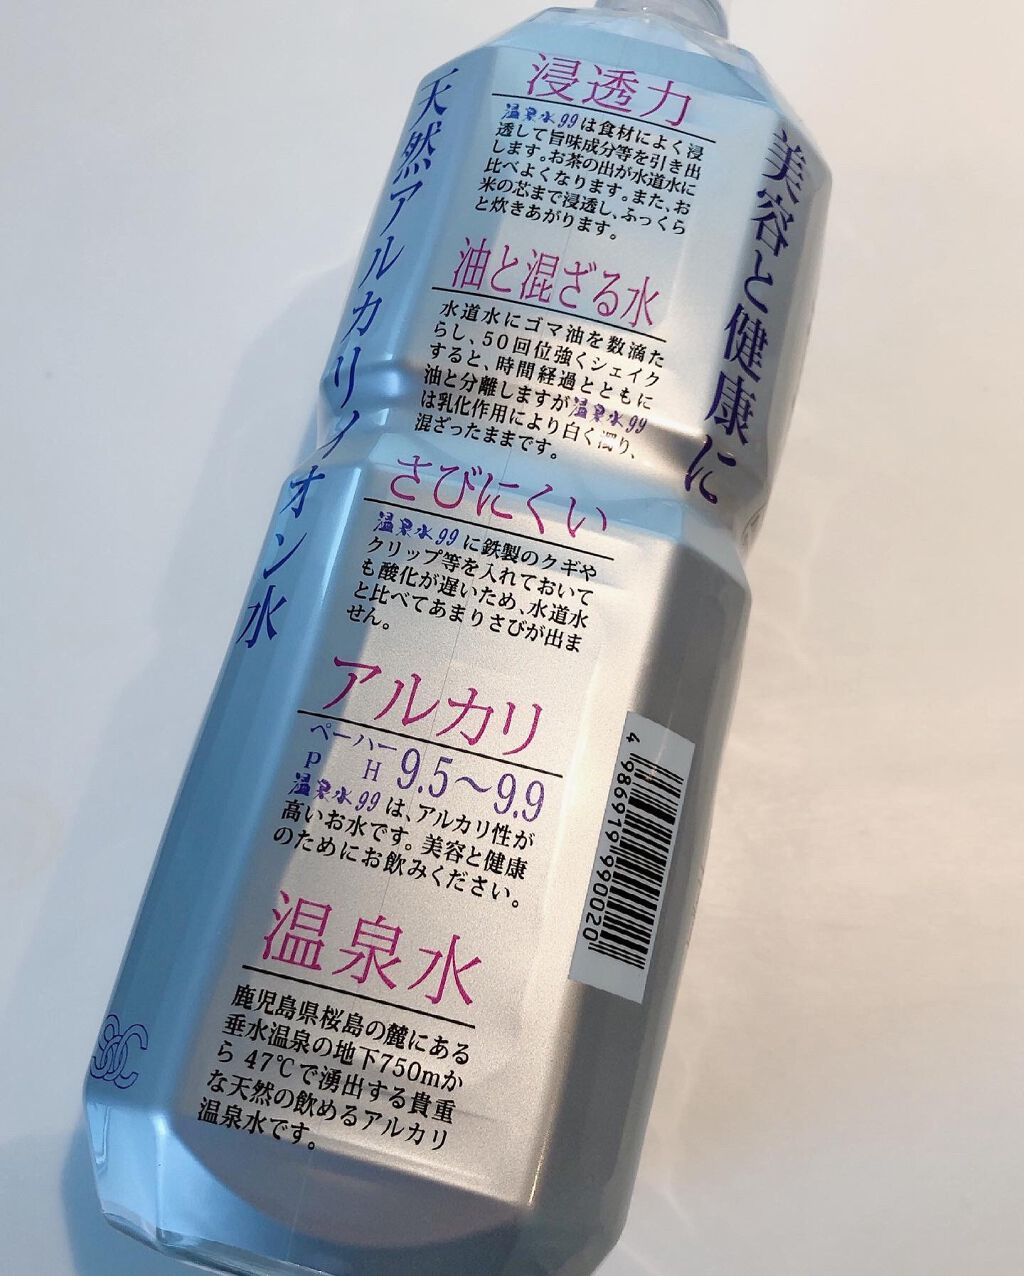 天然アルカリイオン水
浸透力
温泉水99は食材によく浸
透して旨味成分等を引き出
します。お茶の出が水道水に
比べよくなります。また、お
米の芯まで浸透し、ふっくら
と炊きあがります。
油と混ざる水
水道水にゴマ油を数滴た
らし、50回位強くシェイク
すると、時間経過とともに
油と分離しますが温泉水99
は乳化作用により白く濁り、
混ざったままです。
さびにくい
温泉水99に鉄製のクギや
クリップ等を入れておいて
も酸化が遅いため、水道水
と比べてあまりさびが出ま
せん。
アルカリ
ペーハー
pH 9.5〜9.9
温泉水99は、アルカリ性が
高いお水です。美容と健康
のためにお飲みください。
温泉水
鹿児島県桜島の麓にある
垂水温泉の地下750mか
ら 47℃で湧出する貴重
な天然の飲めるアルカリ
温泉水です。
美容と健康に
4 986919 990020
SOC